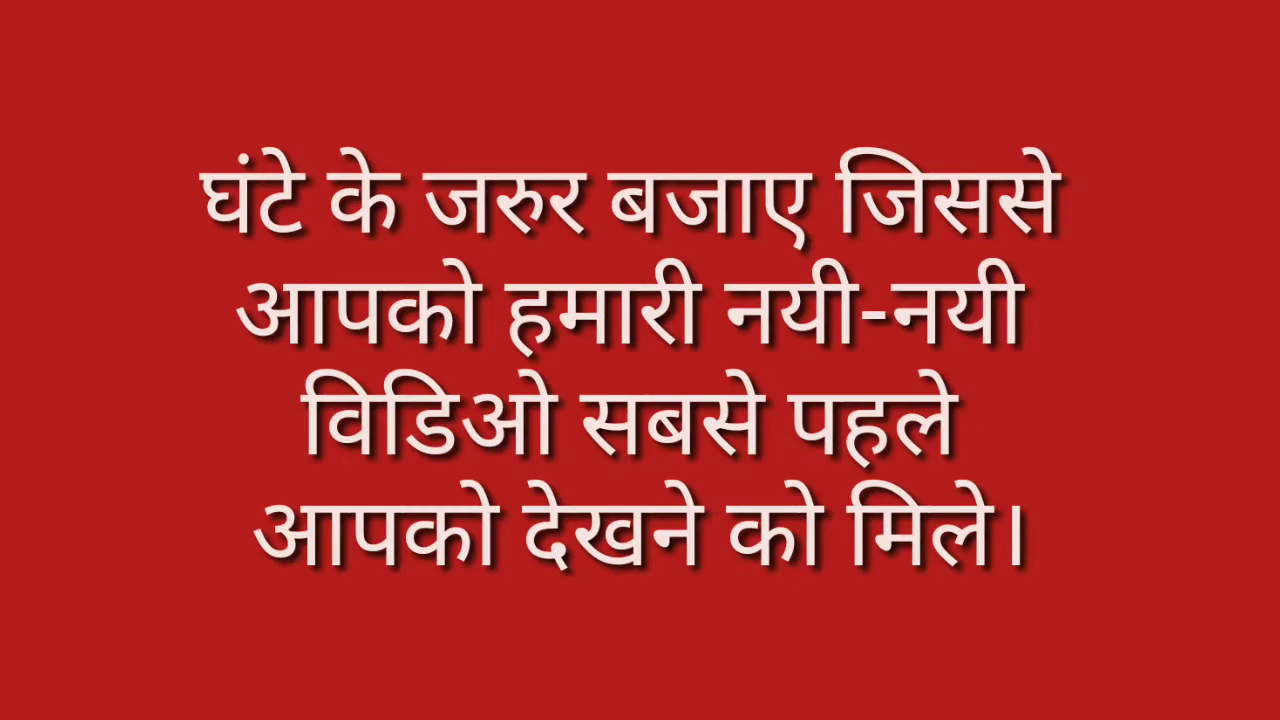 घंटे के जरुर बजाए जिससे
आपको हमारी नयी-नयी
विडिओ सबसे पहले
आपको देखने को मिले।